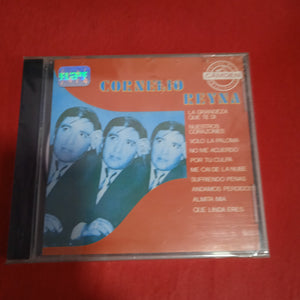 CORNELIO
REYNA
LA GRANDEZA
QUE TE DI
NUESTROS
CORAZONES
VOLO LA PALOMA
NO ME ACUERDO
POR TU CULPA
ME CAI DE LA NUBE
SUFRIENDO PENAS
ANDAMOS PERDIDOS
ALMITA MIA
QUE LINDA ERES